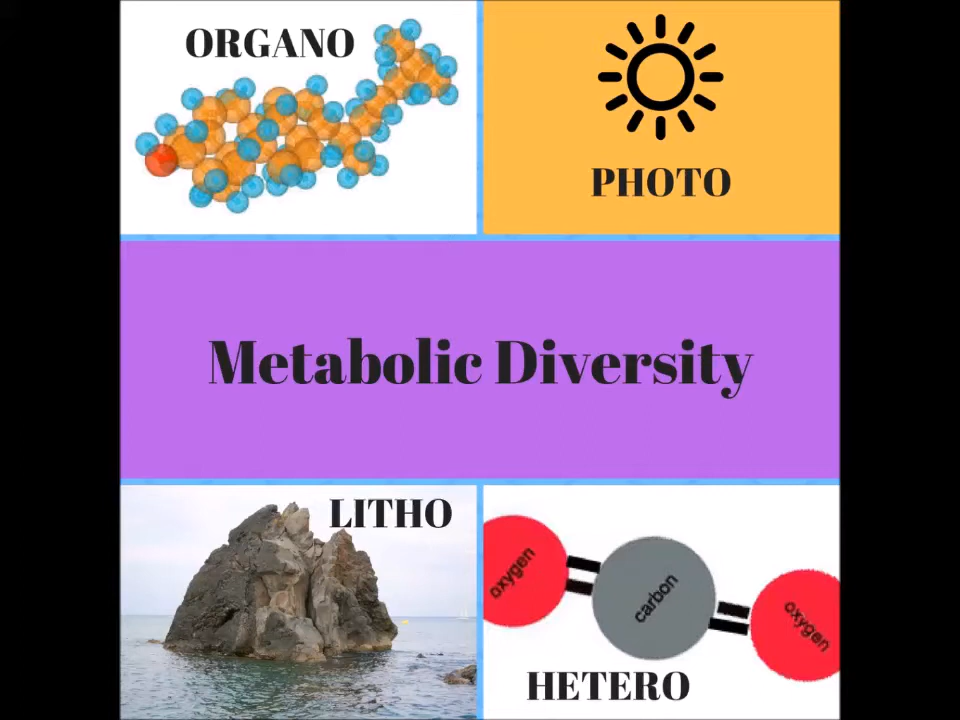 ORGANO
PHOTO
Metabolic Diversity
LITHO
oxygen
carbon
oxygen
HETERO